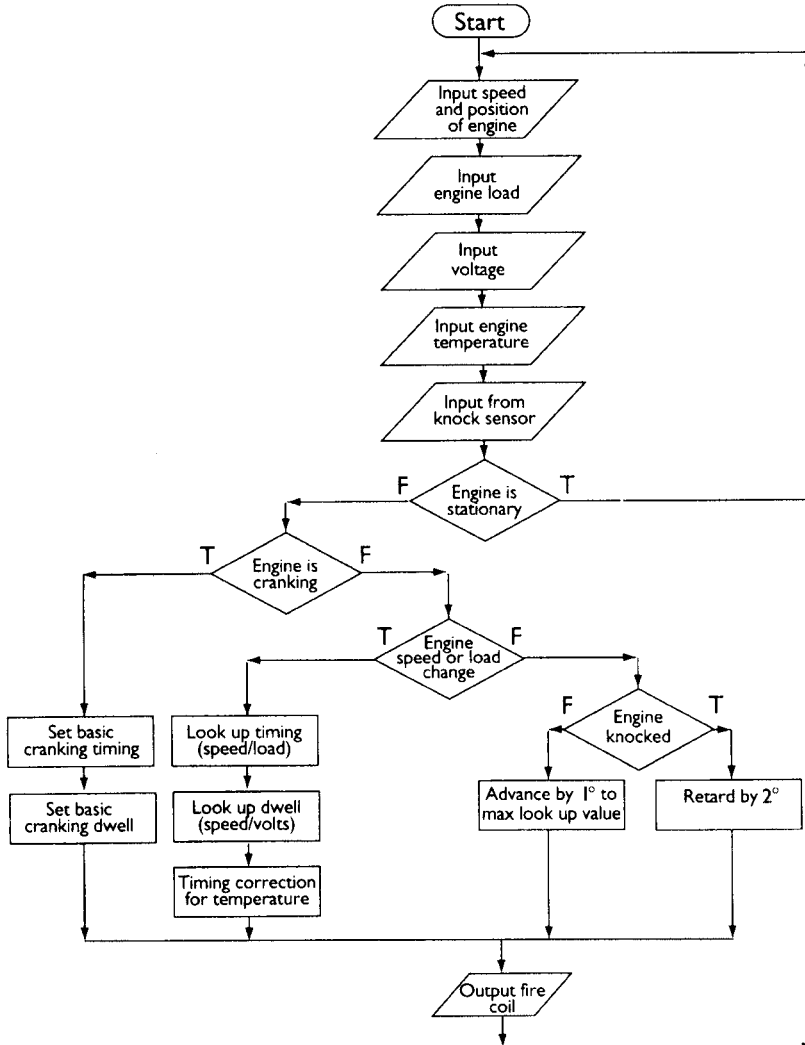 Start
Input speed
and position
of engine
Input
engine load
Input
voltage
Input engine
temperature
Input from
knock sensor
F
Engine is
stationary
T
T
Engine is
cranking
F
T
Engine
speed or load
change
F
F
Engine
knocked
T
Set basic
cranking timing
Look up timing
(speed/load)
Advance by 1° to
max look up value
Retard by 2°
Set basic
cranking dwell
Look up dwell
(speed/volts)
Timing correction
for temperature
Output fire
coil